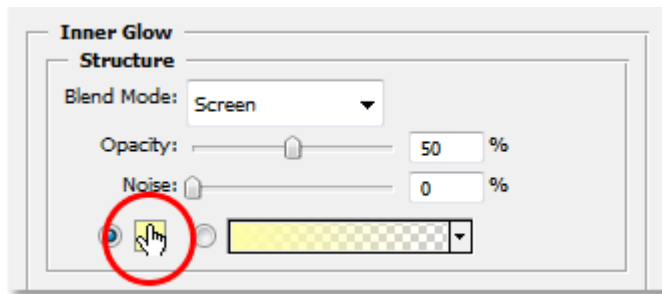 Inner Glow
Structure
Blend Mode: Screen
Opacity: 50 %
Noise: 0 %